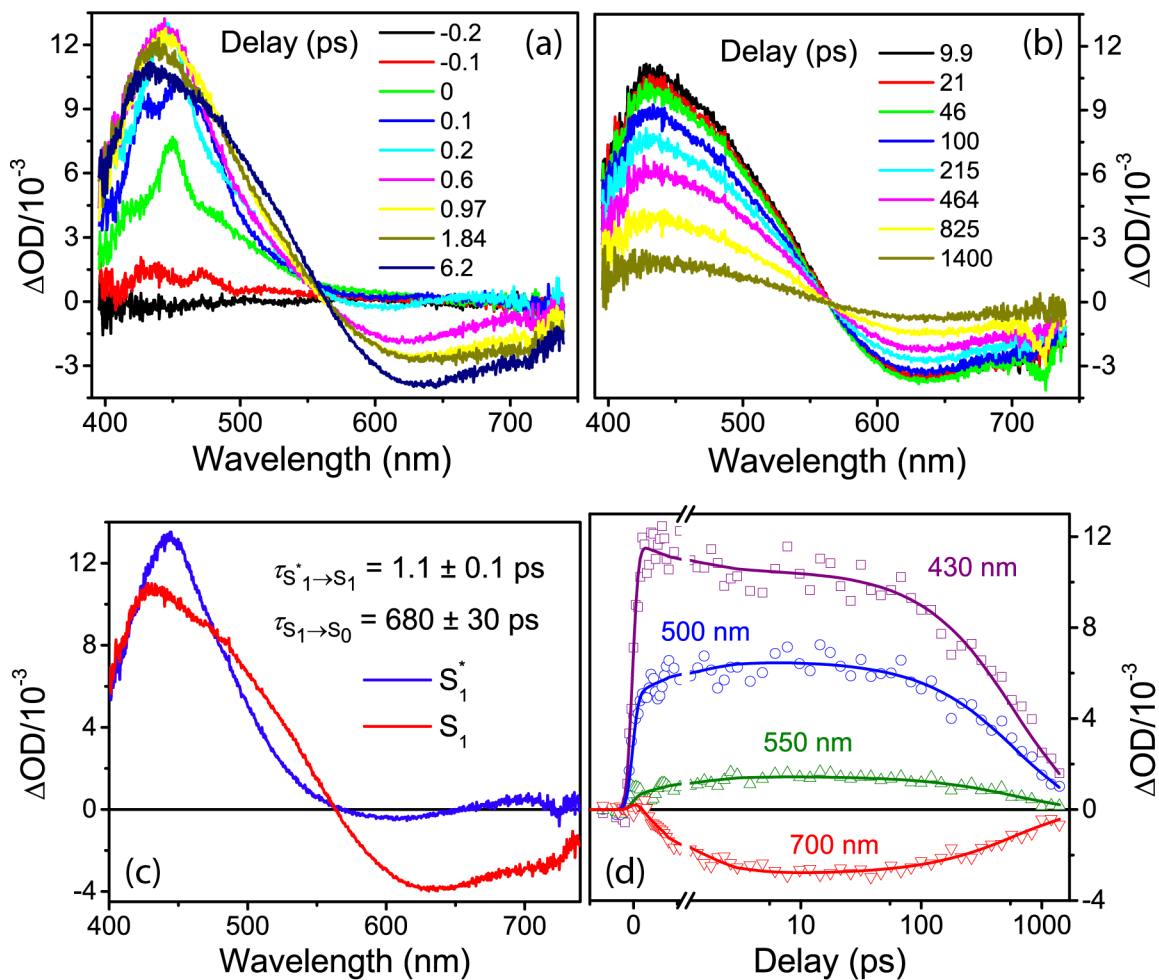 Delay (ps)
(a)
-0.2
-0.1
0
0.1
0.2
0.6
0.97
1.84
6.2
12
9
6
3
0
-3
ΔOD/10⁻³
400
500
600
700
Wavelength (nm)
Delay (ps)
(b)
9.9
21
46
100
215
464
825
1400
12
9
6
3
0
-3
ΔOD/10⁻³
400
500
600
700
Wavelength (nm)
τS*1→S1 = 1.1 ± 0.1 ps
τS1→S0 = 680 ± 30 ps
S*1
S1
(c)
12
8
4
0
-4
ΔOD/10⁻³
400
500
600
700
Wavelength (nm)
430 nm
500 nm
550 nm
700 nm
(d)
12
8
4
0
-4
ΔOD/10⁻³
0
10
100
1000
Delay (ps)